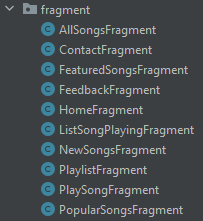 fragment
AllSongsFragment
ContactFragment
FeaturedSongsFragment
FeedbackFragment
HomeFragment
ListSongPlayingFragment
NewSongsFragment
PlaylistFragment
PlaySongFragment
PopularSongsFragment